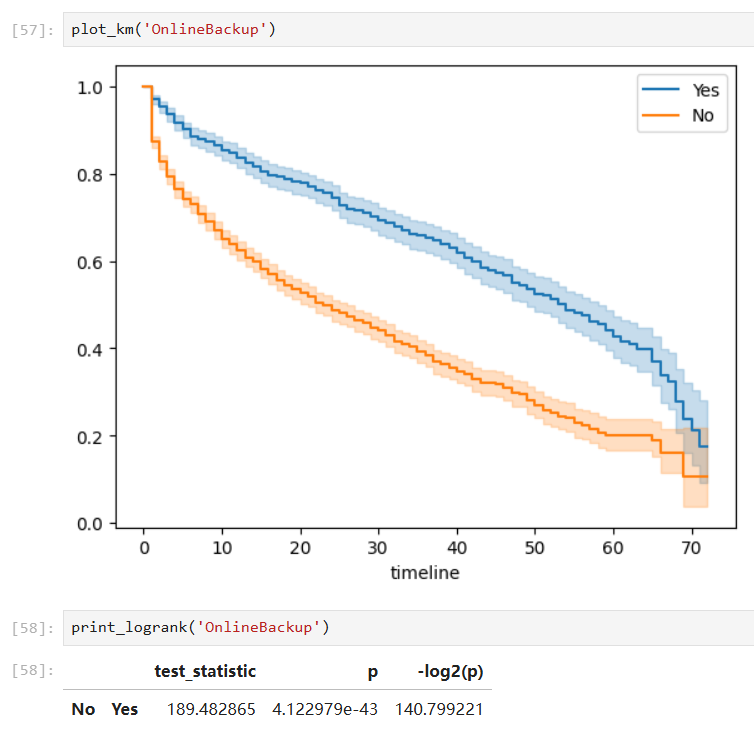 [57]: plot_km('OnlineBackup')
1.0
0.8
0.6
0.4
0.2
0.0
Yes
No
0 10 20 30 40 50 60 70
timeline
[58]: print_logrank('OnlineBackup')
[58]: test_statistic p -log2(p)
No Yes 189.482865 4.122979e-43 140.799221